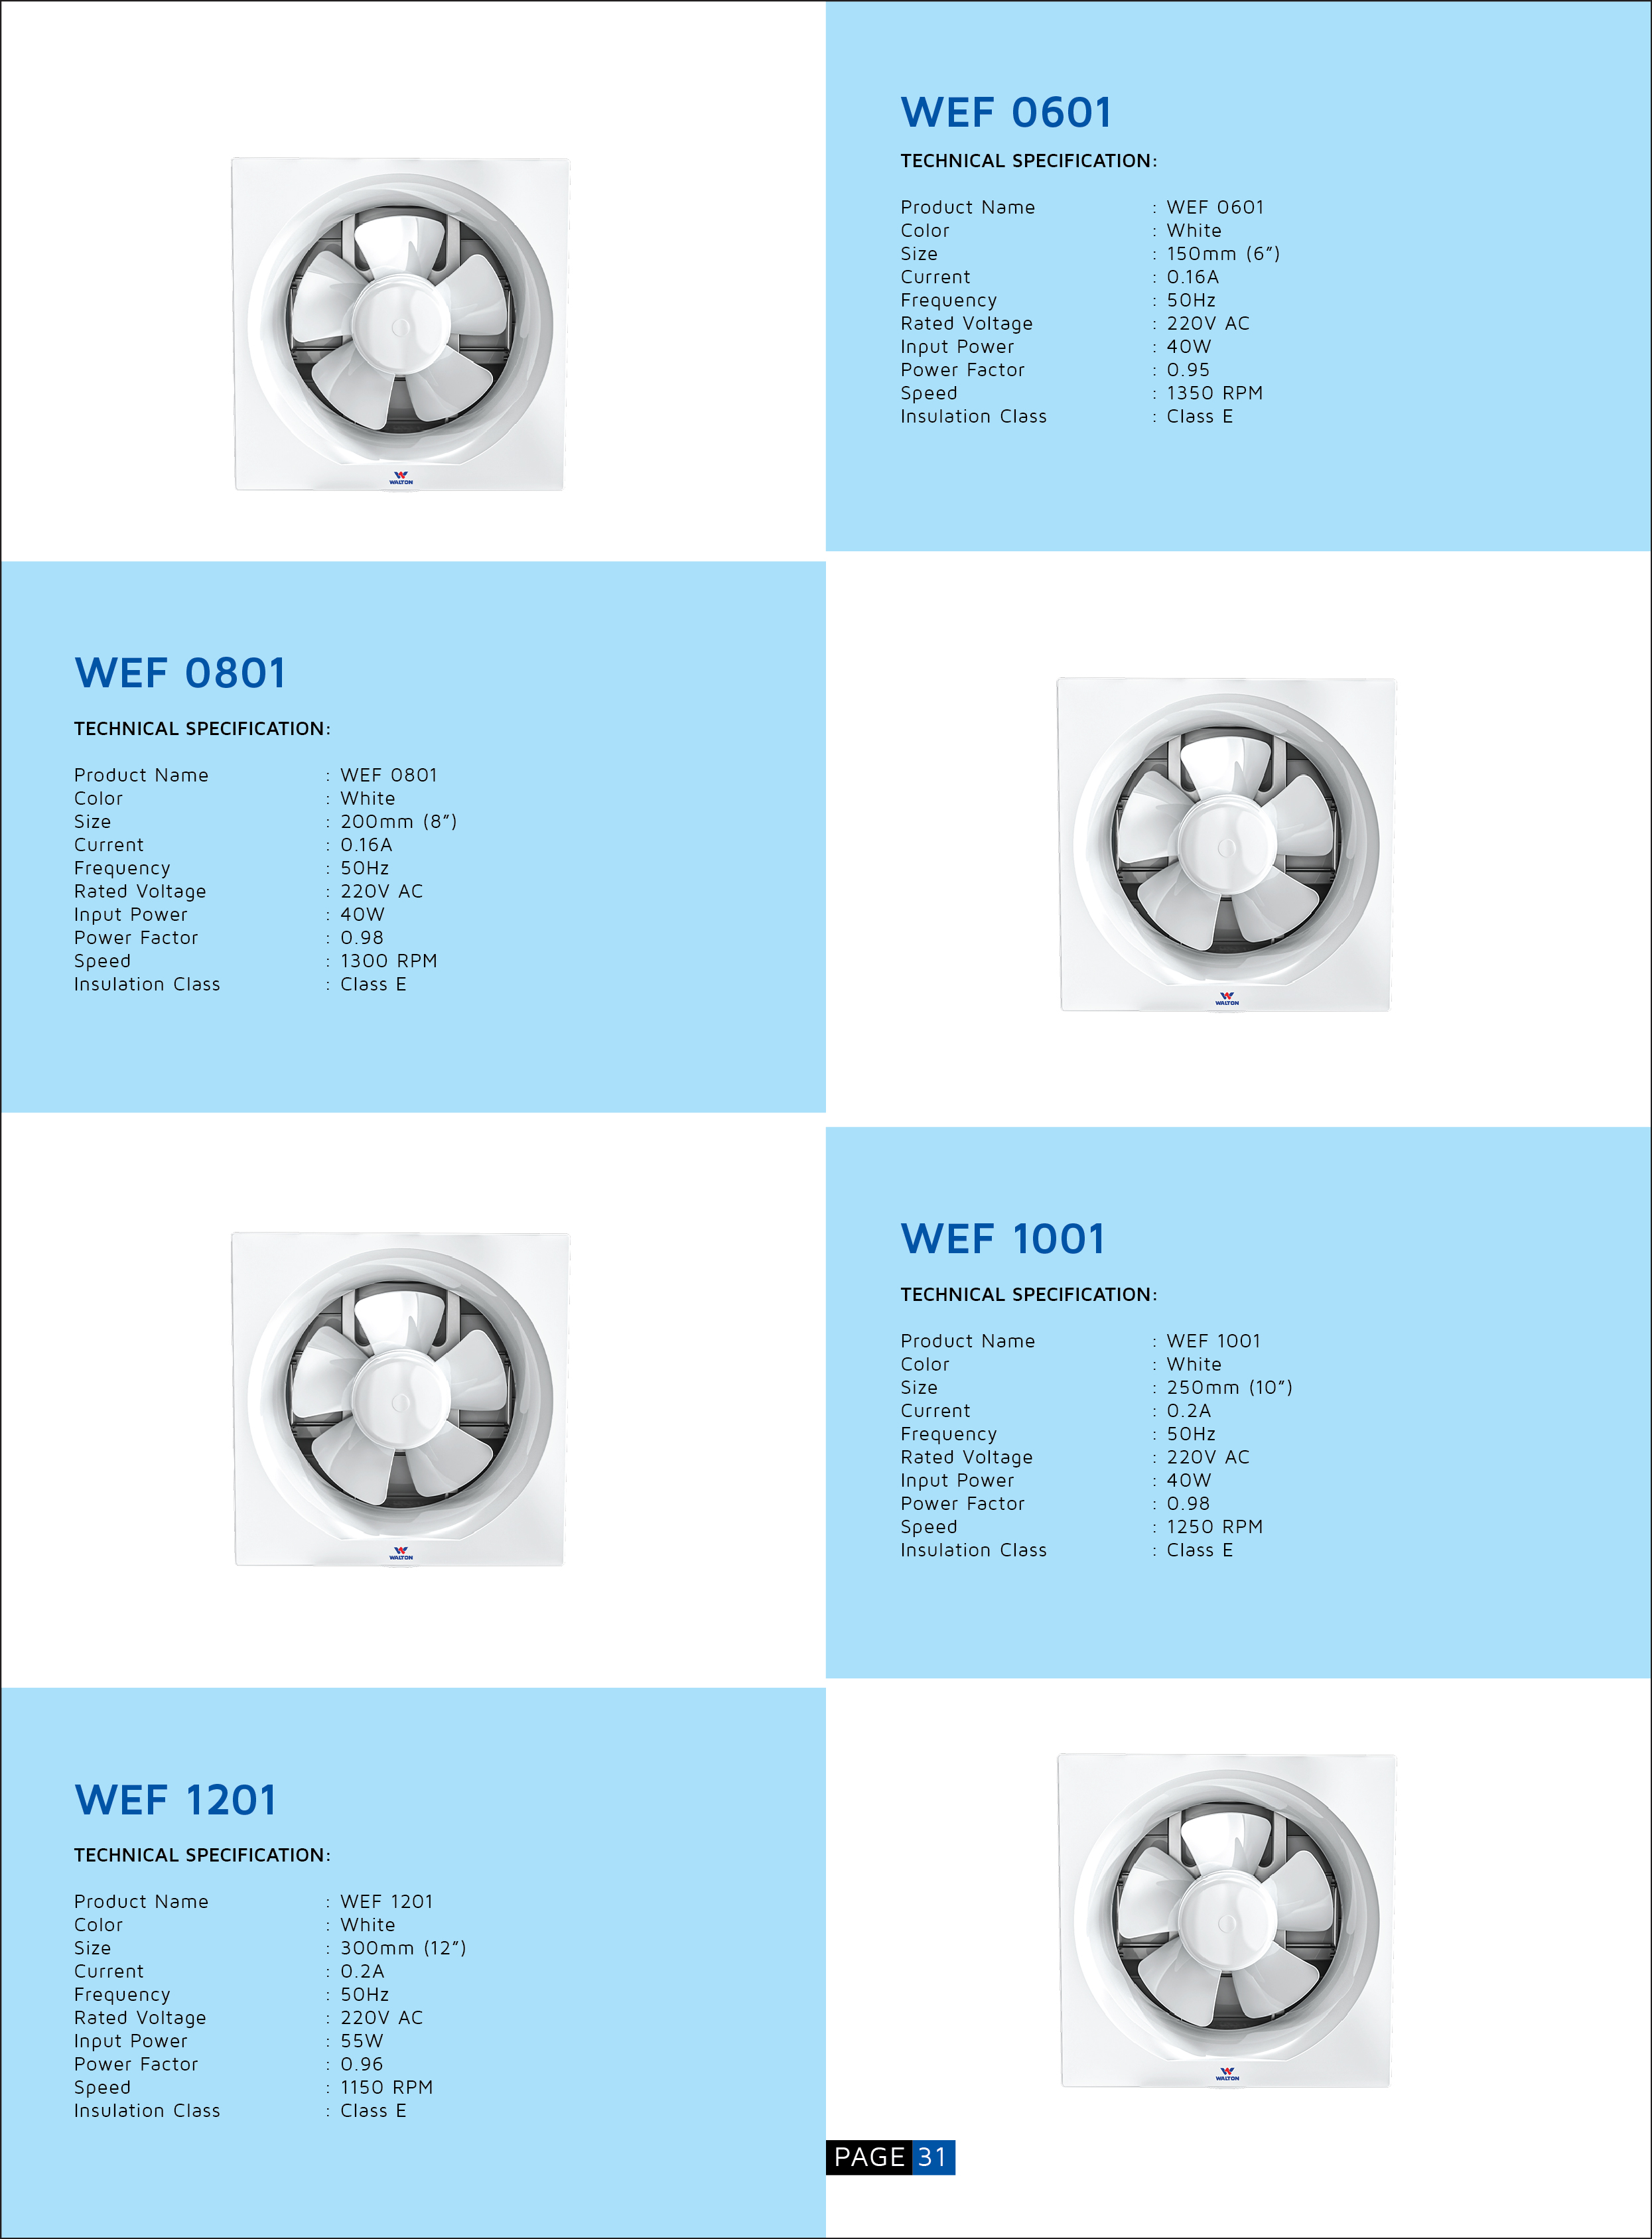 WEF 0601
TECHNICAL SPECIFICATION:
Product Name : WEF 0601
Color : White
Size : 150mm (6”)
Current : 0.16A
Frequency : 50Hz
Rated Voltage : 220V AC
Input Power : 40W
Power Factor : 0.95
Speed : 1350 RPM
Insulation Class : Class E
WALTON
WEF 0801
TECHNICAL SPECIFICATION:
Product Name : WEF 0801
Color : White
Size : 200mm (8”)
Current : 0.16A
Frequency : 50Hz
Rated Voltage : 220V AC
Input Power : 40W
Power Factor : 0.98
Speed : 1300 RPM
Insulation Class : Class E
WALTON
WEF 1001
TECHNICAL SPECIFICATION:
Product Name : WEF 1001
Color : White
Size : 250mm (10”)
Current : 0.2A
Frequency : 50Hz
Rated Voltage : 220V AC
Input Power : 40W
Power Factor : 0.98
Speed : 1250 RPM
Insulation Class : Class E
WALTON
WEF 1201
TECHNICAL SPECIFICATION:
Product Name : WEF 1201
Color : White
Size : 300mm (12”)
Current : 0.2A
Frequency : 50Hz
Rated Voltage : 220V AC
Input Power : 55W
Power Factor : 0.96
Speed : 1150 RPM
Insulation Class : Class E
WALTON
PAGE 31